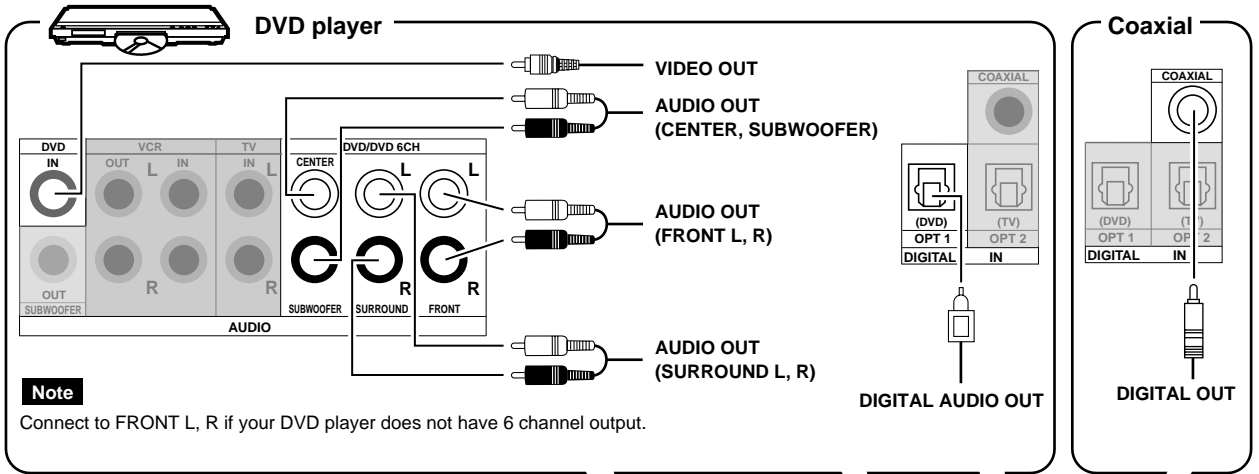 DVD player
Coaxial
VIDEO OUT
AUDIO OUT
(CENTER, SUBWOOFER)
AUDIO OUT
(FRONT L, R)
AUDIO OUT
(SURROUND L, R)
DVD
IN
VCR
OUT
L
IN
TV
IN
L
DVD/DVD 6CH
CENTER
L
L
OUT
SUBWOOFER
R
R
SUBWOOFER
R
SURROUND
R
FRONT
AUDIO
Note
Connect to FRONT L, R if your DVD player does not have 6 channel output.
COAXIAL
(DVD)
(TV)
OPT 1
OPT 2
DIGITAL
IN
DIGITAL AUDIO OUT
COAXIAL
(DVD)
(TV)
OPT 1
OPT 2
DIGITAL
IN
DIGITAL OUT